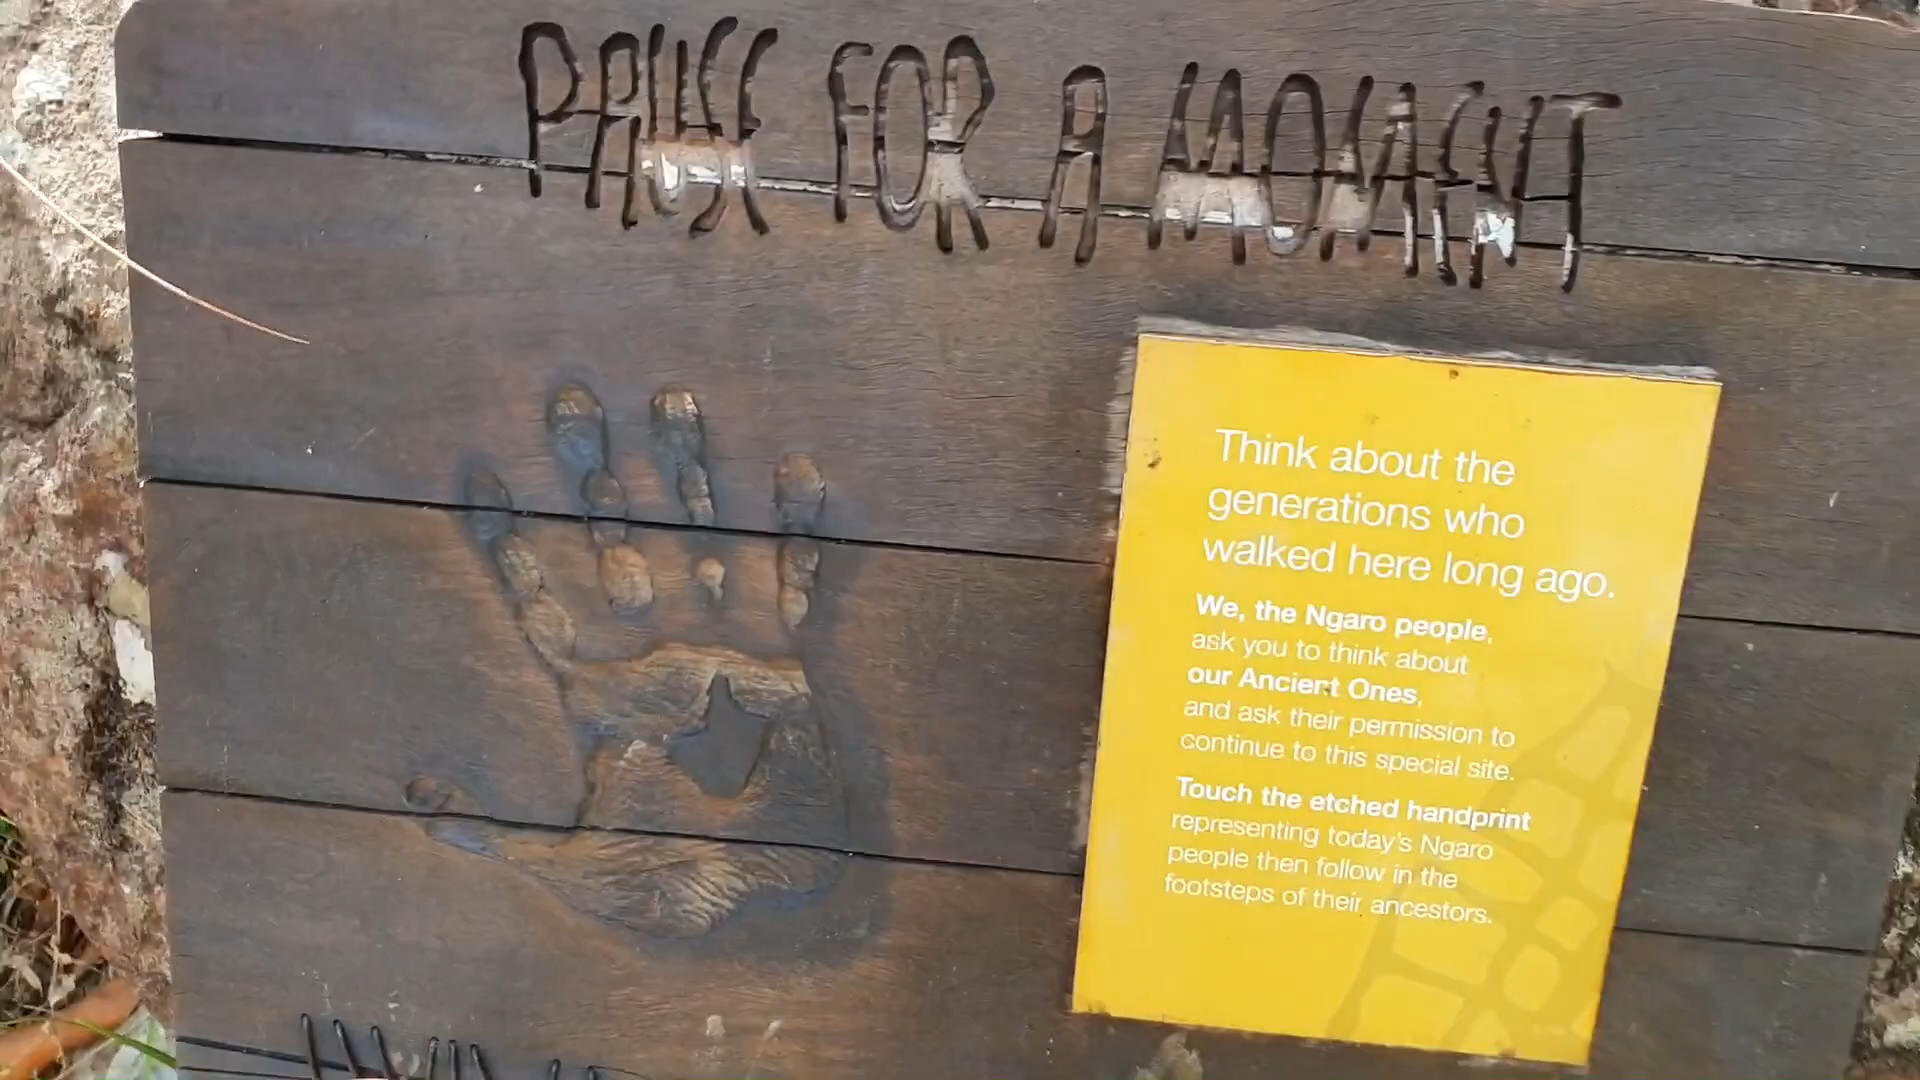 PAUSE FOR A MOMENT
Think about the
generations who
walked here long ago.
We, the Ngaro people,
ask you to think about
our Ancient Ones,
and ask their permission to
continue to this special site.
Touch the etched handprint
representing today's Ngaro
people then follow in the
footsteps of their ancestors.